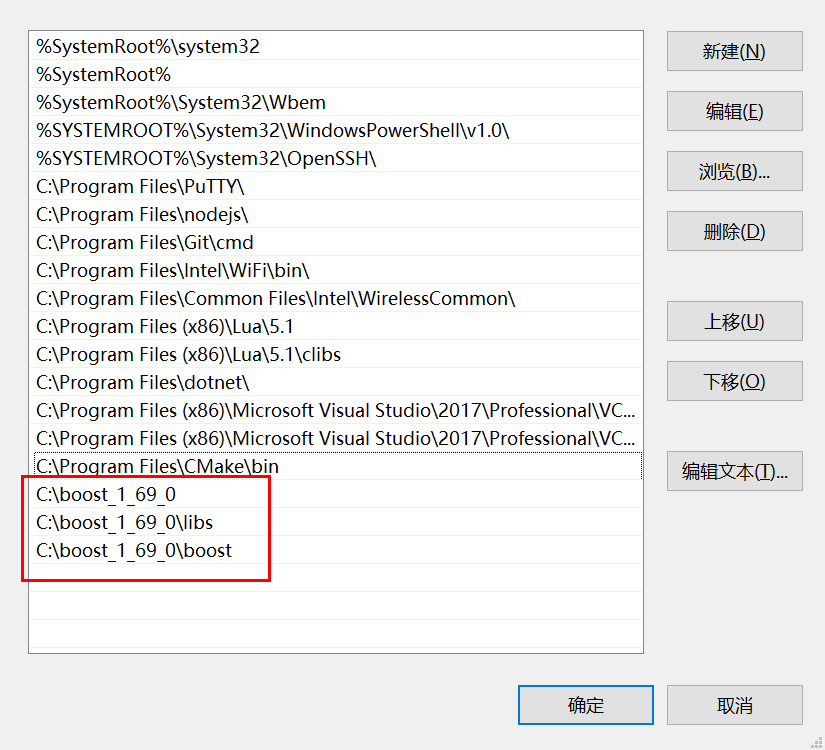 %SystemRoot%\system32
%SystemRoot%
%SystemRoot%\System32\Wbem
%SYSTEMROOT%\System32\WindowsPowerShell\v1.0\
%SYSTEMROOT%\System32\OpenSSH\
C:\Program Files\PuTTY\
C:\Program Files\nodejs\
C:\Program Files\Git\cmd
C:\Program Files\Intel\WiFi\bin\
C:\Program Files\Common Files\Intel\WirelessCommon\
C:\Program Files (x86)\Lua\5.1
C:\Program Files (x86)\Lua\5.1\clibs
C:\Program Files\dotnet\
C:\Program Files (x86)\Microsoft Visual Studio\2017\Professional\VC...
C:\Program Files (x86)\Microsoft Visual Studio\2017\Professional\VC...
C:\Program Files\CMake\bin
C:\boost_1_69_0
C:\boost_1_69_0\libs
C:\boost_1_69_0\boost
新建(N)
编辑(E)
浏览(B)...
删除(D)
上移(U)
下移(O)
编辑文本(T)...
确定
取消